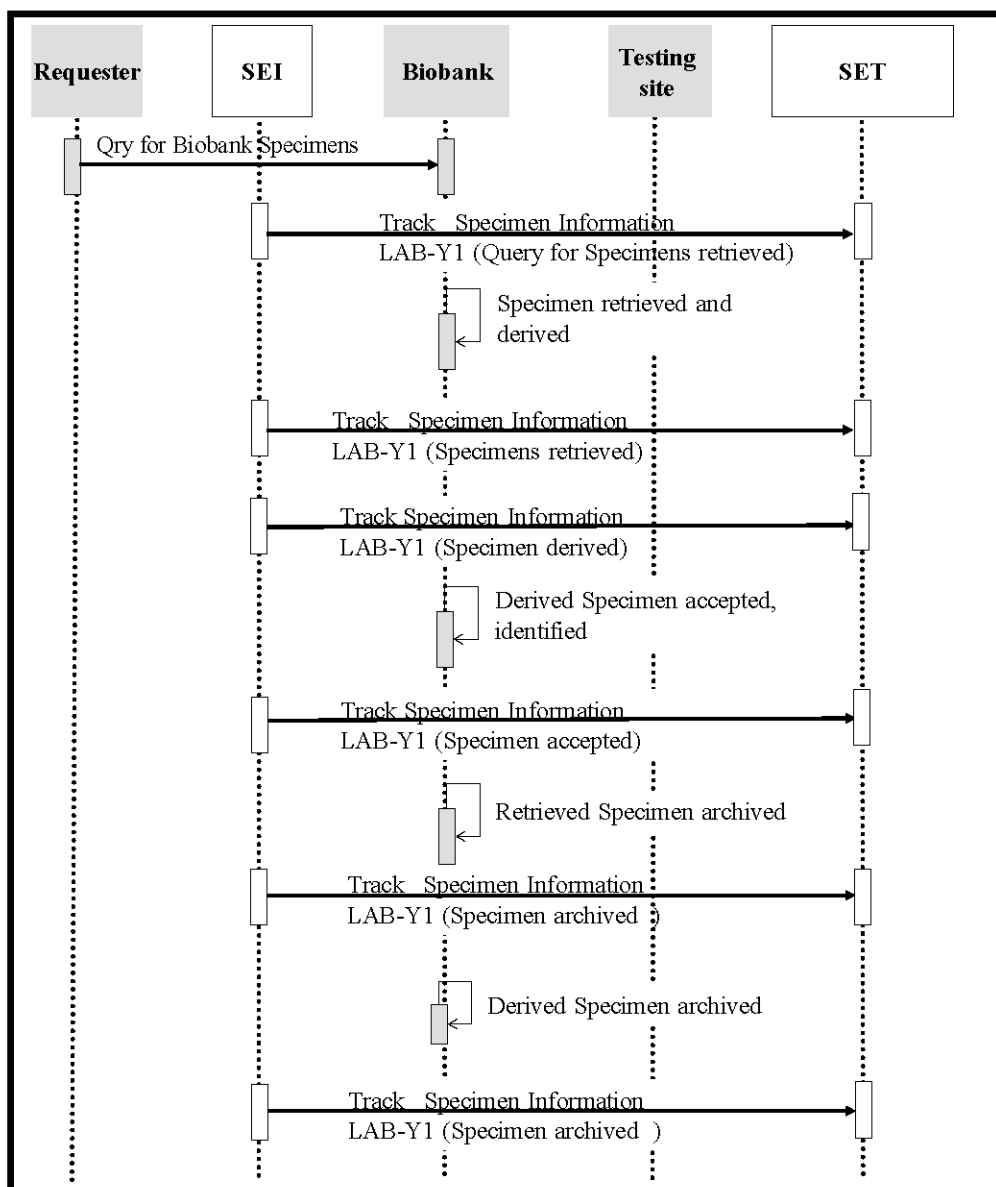 Requester
SEI
Biobank
Testing
site
SET
Qry for Biobank Specimens
Track Specimen Information
LAB-Y1 (Query for Specimens retrieved)
Specimen retrieved and
derived
Track Specimen Information
LAB-Y1 (Specimens retrieved)
Track Specimen Information
LAB-Y1 (Specimen derived)
Derived Specimen accepted,
identified
Track Specimen Information
LAB-Y1 (Specimen accepted)
Retrieved Specimen archived
Track Specimen Information
LAB-Y1 (Specimen archived )
Derived Specimen archived
Track Specimen Information
LAB-Y1 (Specimen archived )